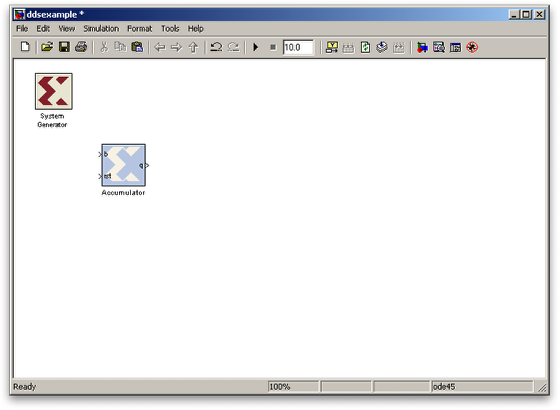 ddsexample *
File Edit View Simulation Format Tools Help
10.0
System
Generator
b
q
rst
Accumulator
Ready 100% ode45